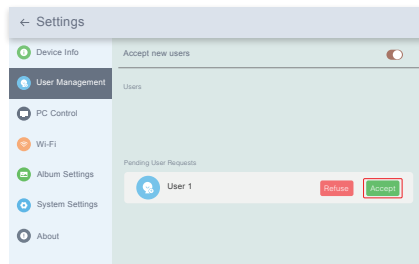 ← Settings
Device Info
User Management
PC Control
Wi-Fi
Album Settings
System Settings
About
Accept new users
Users
Pending User Requests
User 1
Refuse
Accept